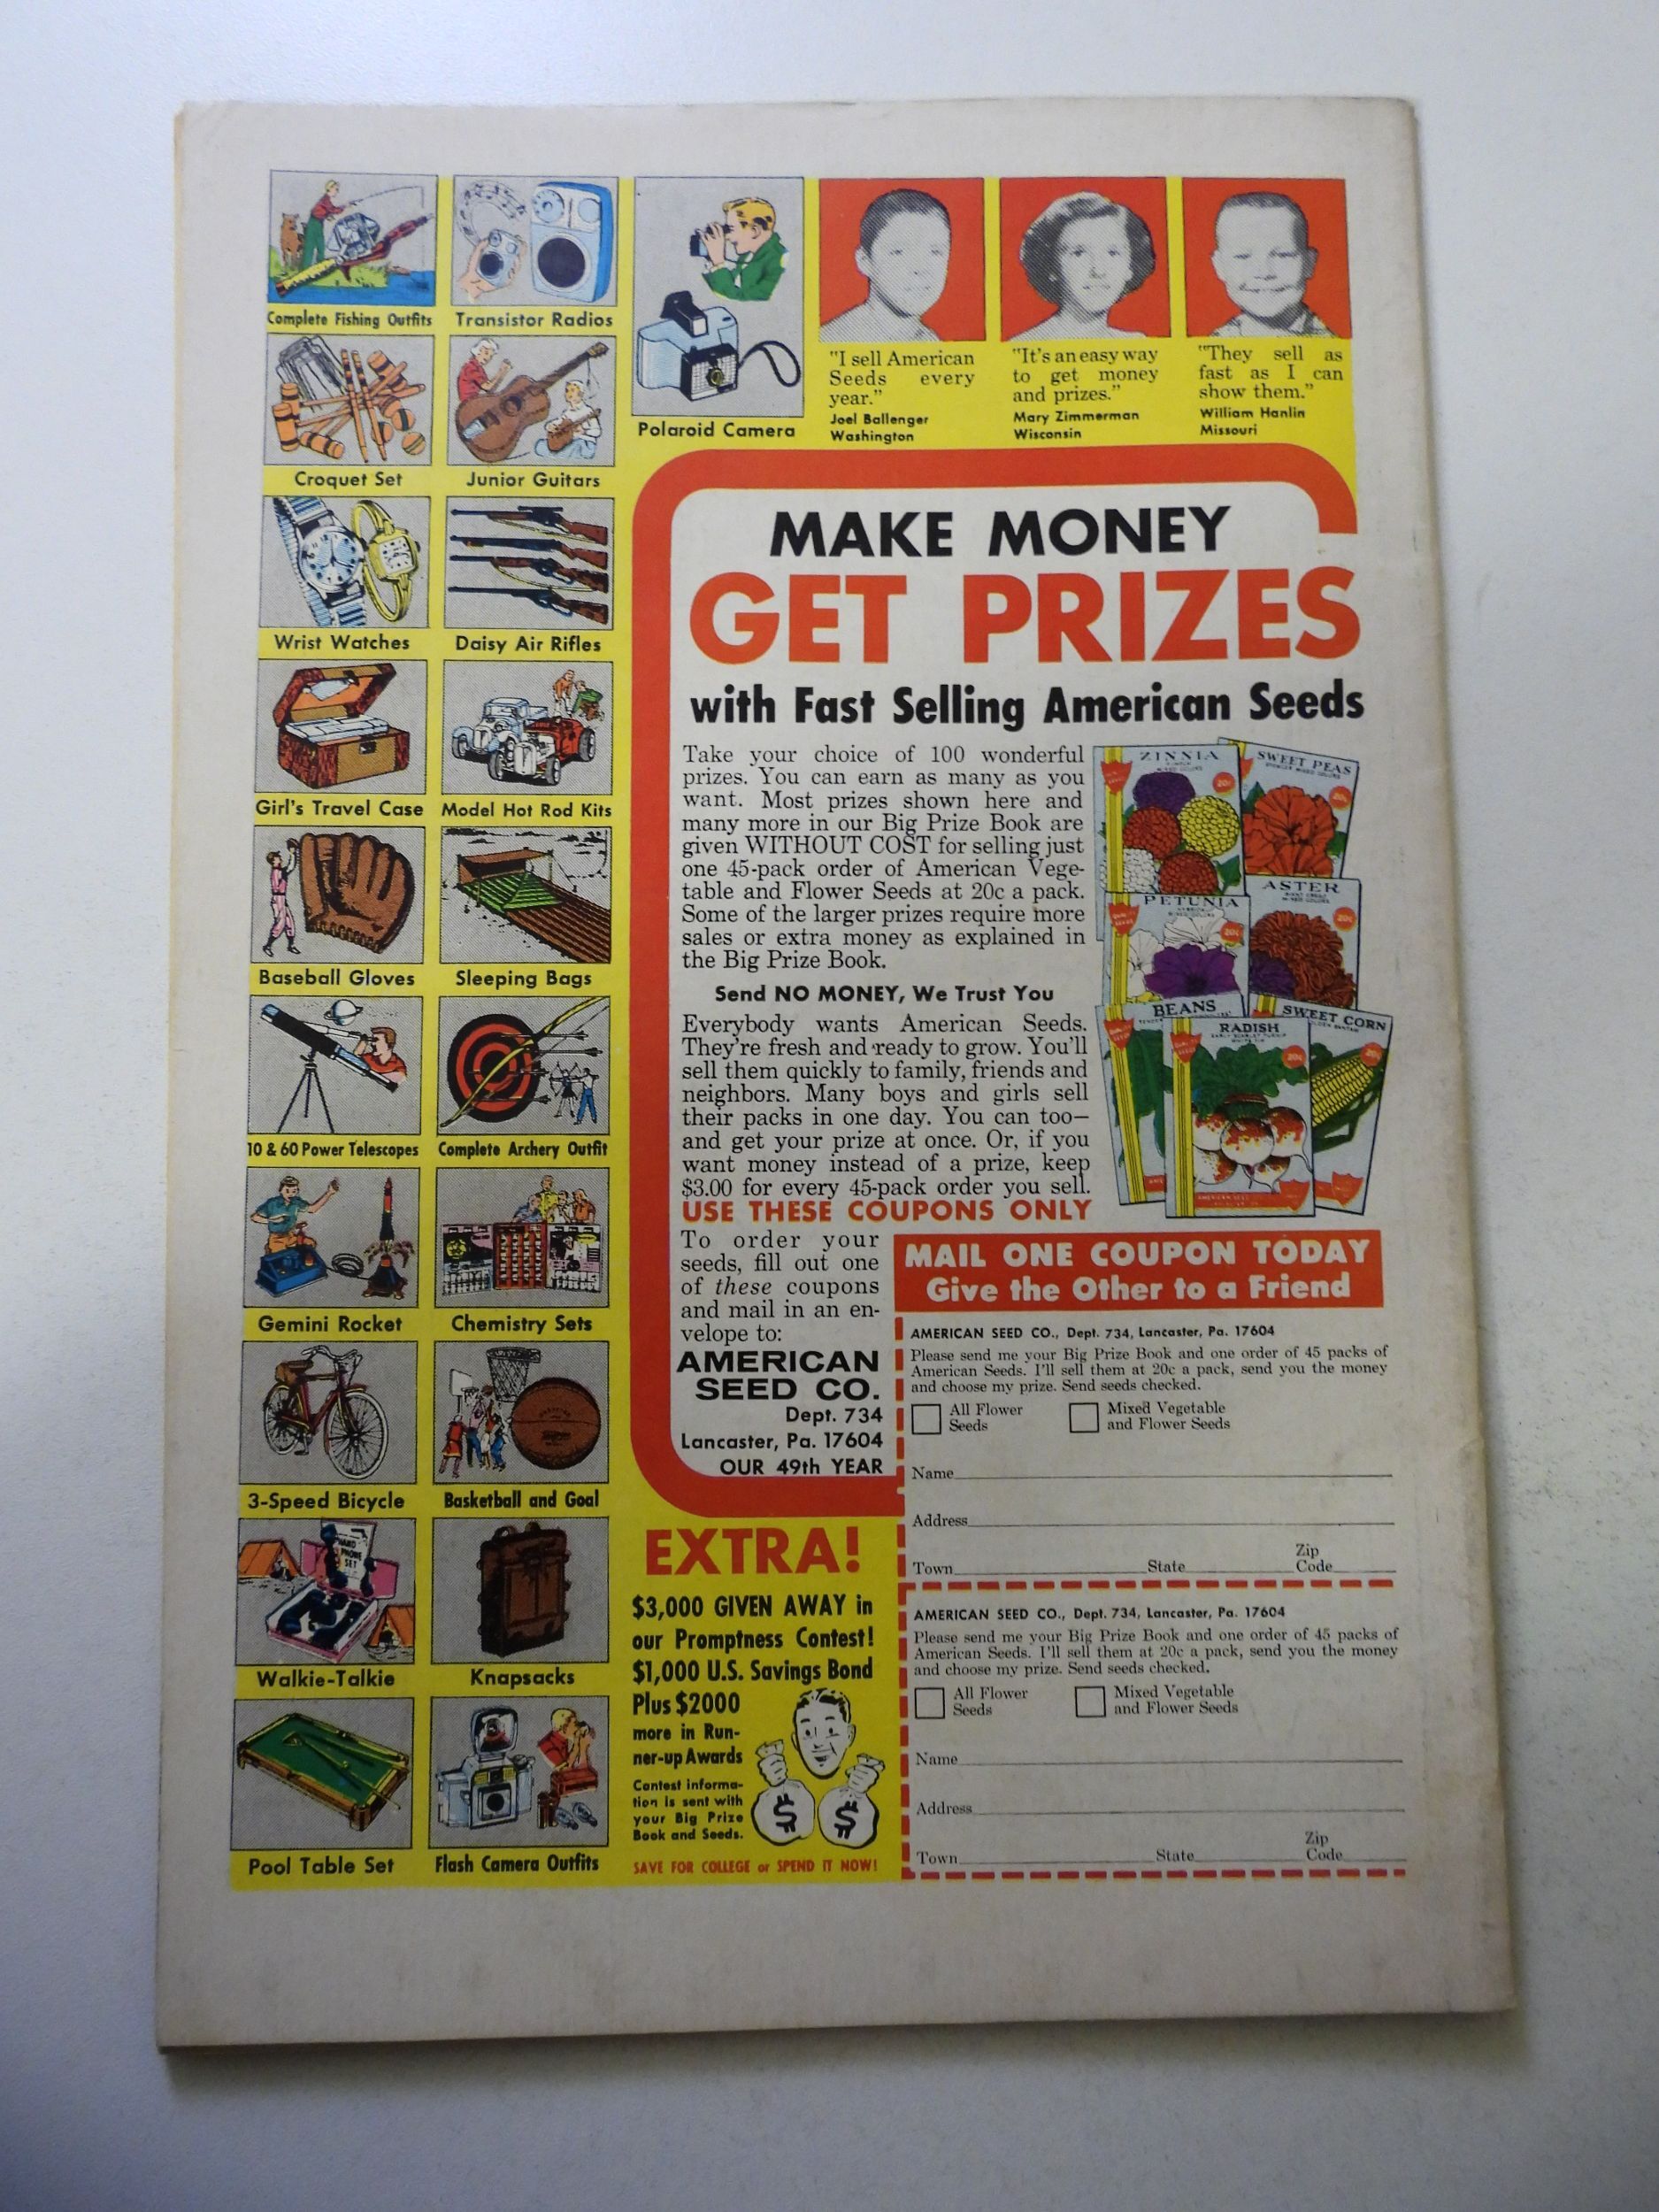 Complete Fishing Outfits
Transistor Radios
Croquet Set
Junior Guitars
Wrist Watches
Daisy Air Rifles
Girl's Travel Case
Model Hot Rod Kits
Baseball Gloves
Sleeping Bags
10 & 60 Power Telescopes
Complete Archery Outfit
Gemini Rocket
Chemistry Sets
3-Speed Bicycle
Basketball and Goal
HAND
PHONE
SET
Walkie-Talkie
Knapsacks
Pool Table Set
Flash Camera Outfits
Polaroid Camera
"I sell American
Seeds every
year."
Joel Ballenger
Washington
"It's an easy way
to get money
and prizes."
Mary Zimmerman
Wisconsin
"They sell as
fast as I can
show them."
William Hanlin
Missouri
MAKE MONEY
GET PRIZES
with Fast Selling American Seeds
Take your choice of 100 wonderful
prizes. You can earn as many as you
want. Most prizes shown here and
many more in our Big Prize Book are
given WITHOUT COST for selling just
one 45-pack order of American Vege-
table and Flower Seeds at 20c a pack.
Some of the larger prizes require more
sales or extra money as explained in
the Big Prize Book.
Send NO MONEY, We Trust You
Everybody wants American Seeds.
They're fresh and ready to grow. You'll
sell them quickly to family, friends and
neighbors. Many boys and girls sell
their packs in one day. You can too—
and get your prize at once. Or, if you
want money instead of a prize, keep
$3.00 for every 45-pack order you sell.
USE THESE COUPONS ONLY
To order your
seeds, fill out one
of these coupons
and mail in an en-
velope to:
AMERICAN
SEED CO.
Dept. 734
Lancaster, Pa. 17604
OUR 49th YEAR
ZINNIA
MIXED COLORS
20c
SWEET PEAS
MIXED COLORS
20c
PETUNIA
MIXED COLORS
20c
ASTER
MIXED COLORS
20c
BEANS
RADISH
20c
SWEET CORN
20c
AMERICAN SEED CO.
MAIL ONE COUPON TODAY
Give the Other to a Friend
AMERICAN SEED CO., Dept. 734, Lancaster, Pa. 17604
Please send me your Big Prize Book and one order of 45 packs of
American Seeds. I'll sell them at 20c a pack, send you the money
and choose my prize. Send seeds checked.
All Flower
Seeds
Mixed Vegetable
and Flower Seeds
Name
Address
Town State Zip
Code
AMERICAN SEED CO., Dept. 734, Lancaster, Pa. 17604
Please send me your Big Prize Book and one order of 45 packs of
American Seeds. I'll sell them at 20c a pack, send you the money
and choose my prize. Send seeds checked.
All Flower
Seeds
Mixed Vegetable
and Flower Seeds
Name
Address
Town State Zip
Code
EXTRA!
$3,000 GIVEN AWAY in
our Promptness Contest!
$1,000 U.S. Savings Bond
Plus $2000
more in Run-
ner-up Awards
Contest informa-
tion is sent with
your Big Prize
Book and Seeds.
$ $
SAVE FOR COLLEGE or SPEND IT NOW!